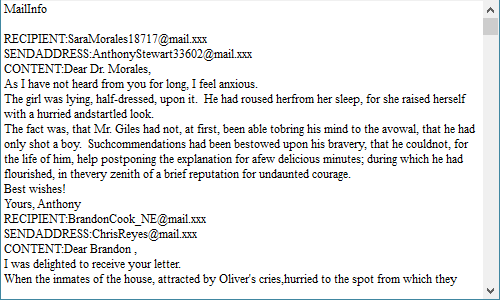 MailInfo
RECIPIENT:SaraMorales18717@mail.xxx
SENDADDRESS:AnthonyStewart33602@mail.xxx
CONTENT:Dear Dr. Morales,
As I have not heard from you for long, I feel anxious.
The girl was lying, half-dressed, upon it.  He had roused herfrom her sleep, for she raised herself
with a hurried andstartled look.
The fact was, that Mr. Giles had not, at first, been able tobring his mind to the avowal, that he had
only shot a boy.  Suchcommendations had been bestowed upon his bravery, that he couldnot, for
the life of him, help postponing the explanation for afew delicious minutes; during which he had
flourished, in thevery zenith of a brief reputation for undaunted courage.
Best wishes!
Yours, Anthony
RECIPIENT:BrandonCook_NE@mail.xxx
SENDADDRESS:ChrisReyes@mail.xxx
CONTENT:Dear Brandon ,
I was delighted to receive your letter.
When the inmates of the house, attracted by Oliver's cries,hurried to the spot from which they